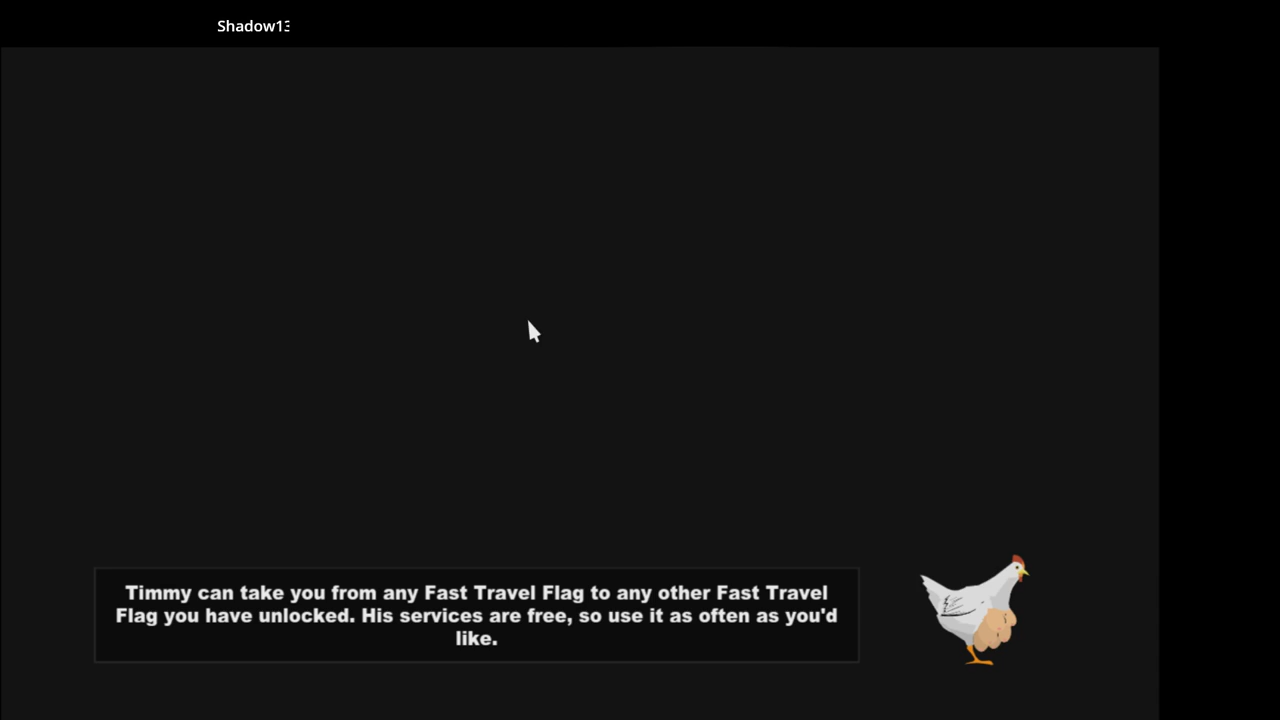 Shadow13
Timmy can take you from any Fast Travel Flag to any other Fast Travel
Flag you have unlocked. His services are free, so use it as often as you'd
like.